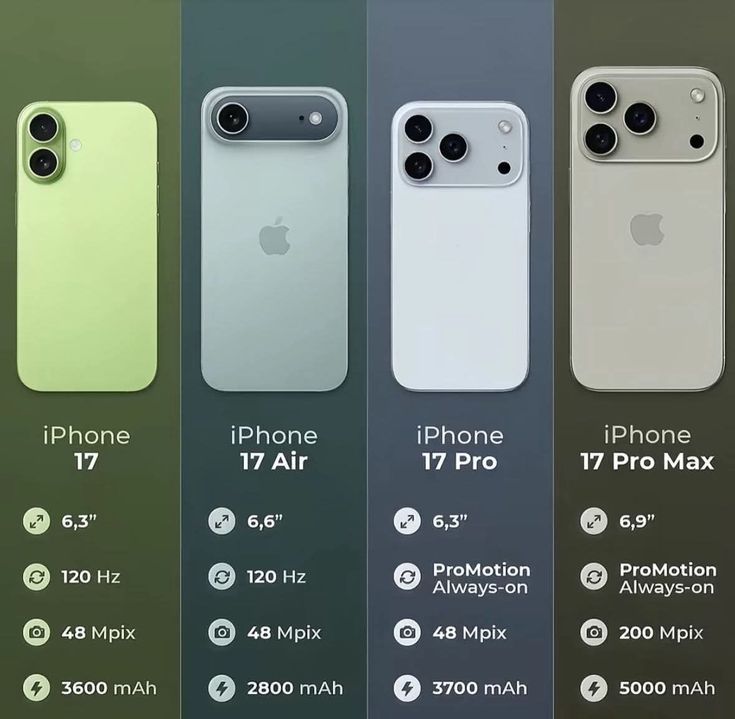 iPhone
17
6,3”
120 Hz
48 Mpix
3600 mAh
iPhone
17 Air
6,6”
120 Hz
48 Mpix
2800 mAh
iPhone
17 Pro
6,3”
ProMotion
Always-on
48 Mpix
3700 mAh
iPhone
17 Pro Max
6,9”
ProMotion
Always-on
200 Mpix
5000 mAh